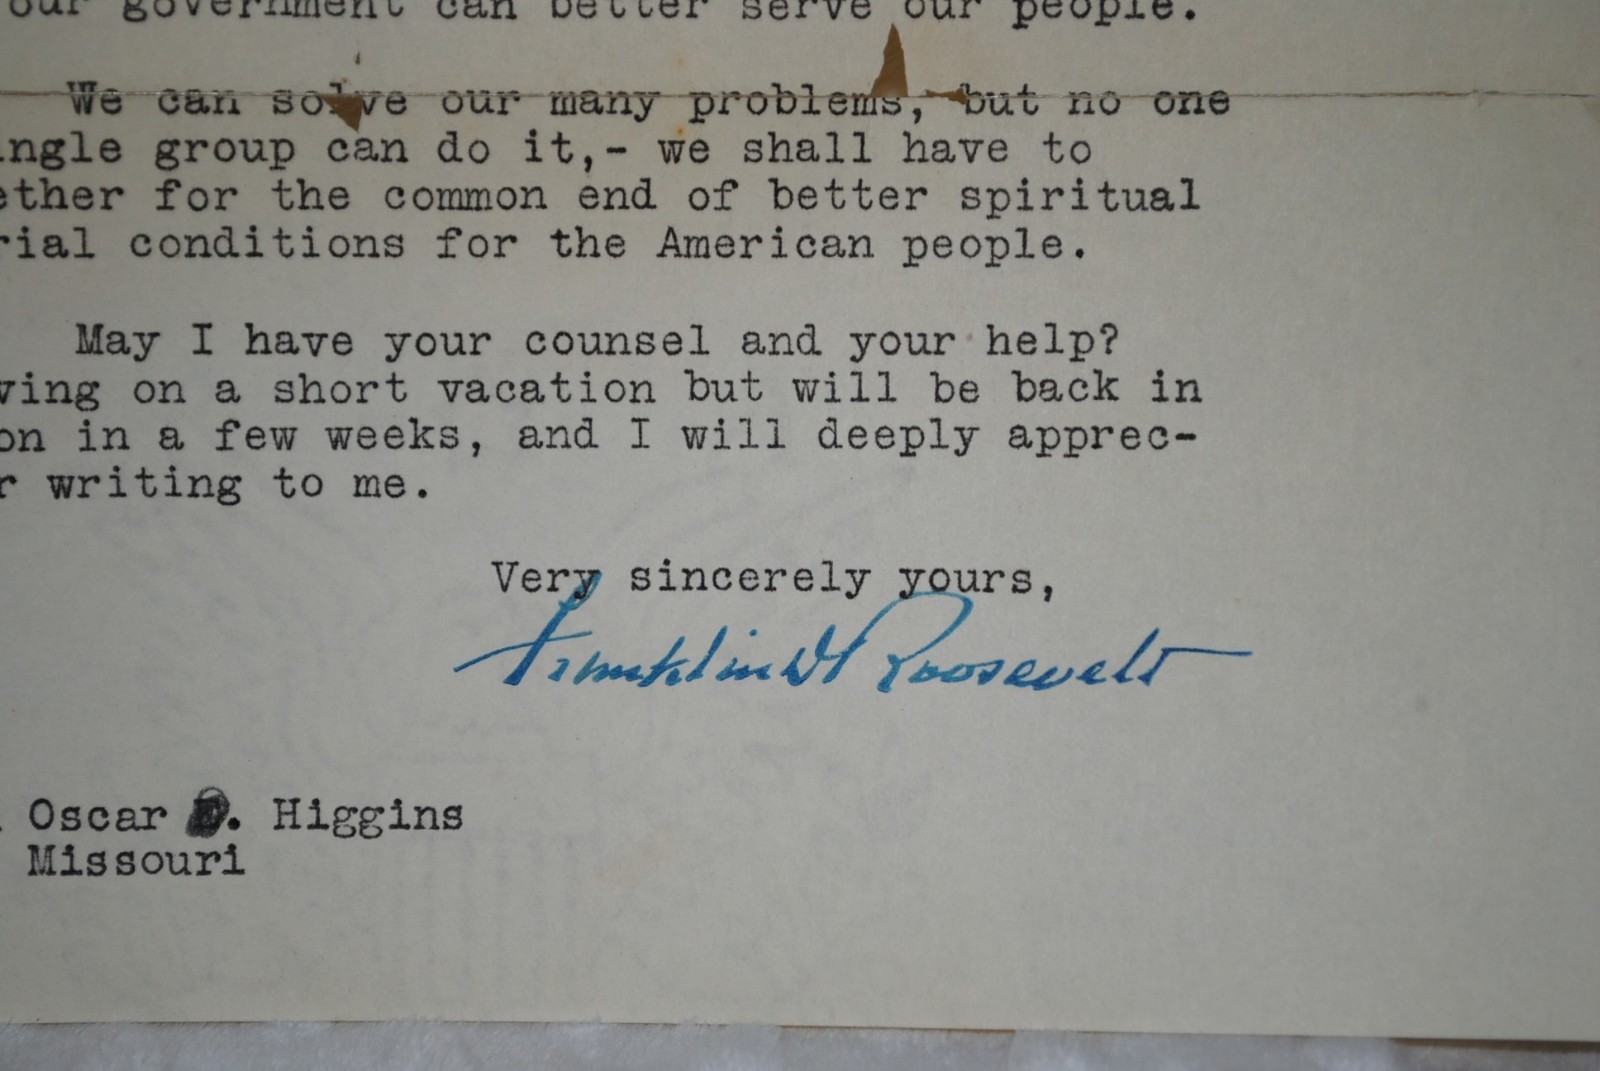 our government can better serve our people.
We can solve our many problems, but no one
ingle group can do it,- we shall have to
ether for the common end of better spiritual
rial conditions for the American people.
May I have your counsel and your help?
ving on a short vacation but will be back in
on in a few weeks, and I will deeply apprec-
r writing to me.
Very sincerely yours,
Franklin D Roosevelt
Oscar . Higgins
Missouri